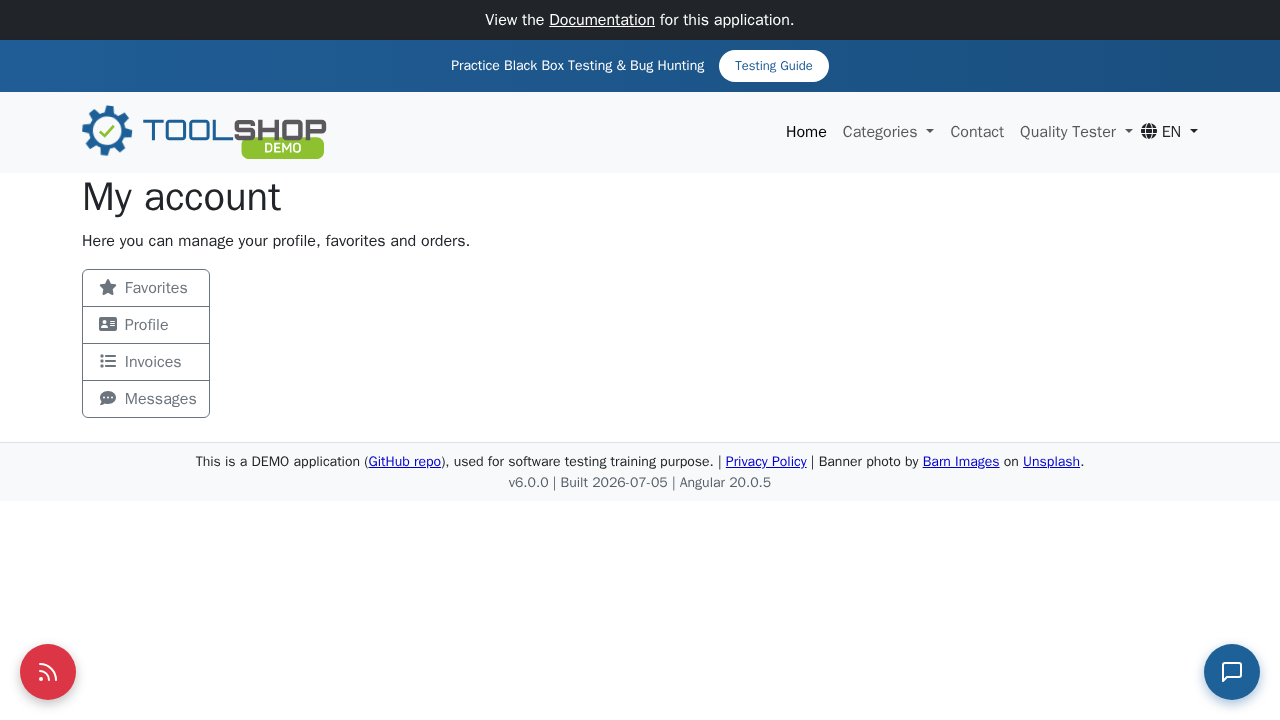 View the Documentation for this application.
Practice Black Box Testing & Bug Hunting Testing Guide
TOOLSHOP
DEMO
Home Categories Contact Quality Tester EN
My account
Here you can manage your profile, favorites and orders.
Favorites
Profile
Invoices
Messages
This is a DEMO application (GitHub repo), used for software testing training purpose. | Privacy Policy | Banner photo by Barn Images on Unsplash.
v6.0.0 | Built 2026-07-05 | Angular 20.0.5